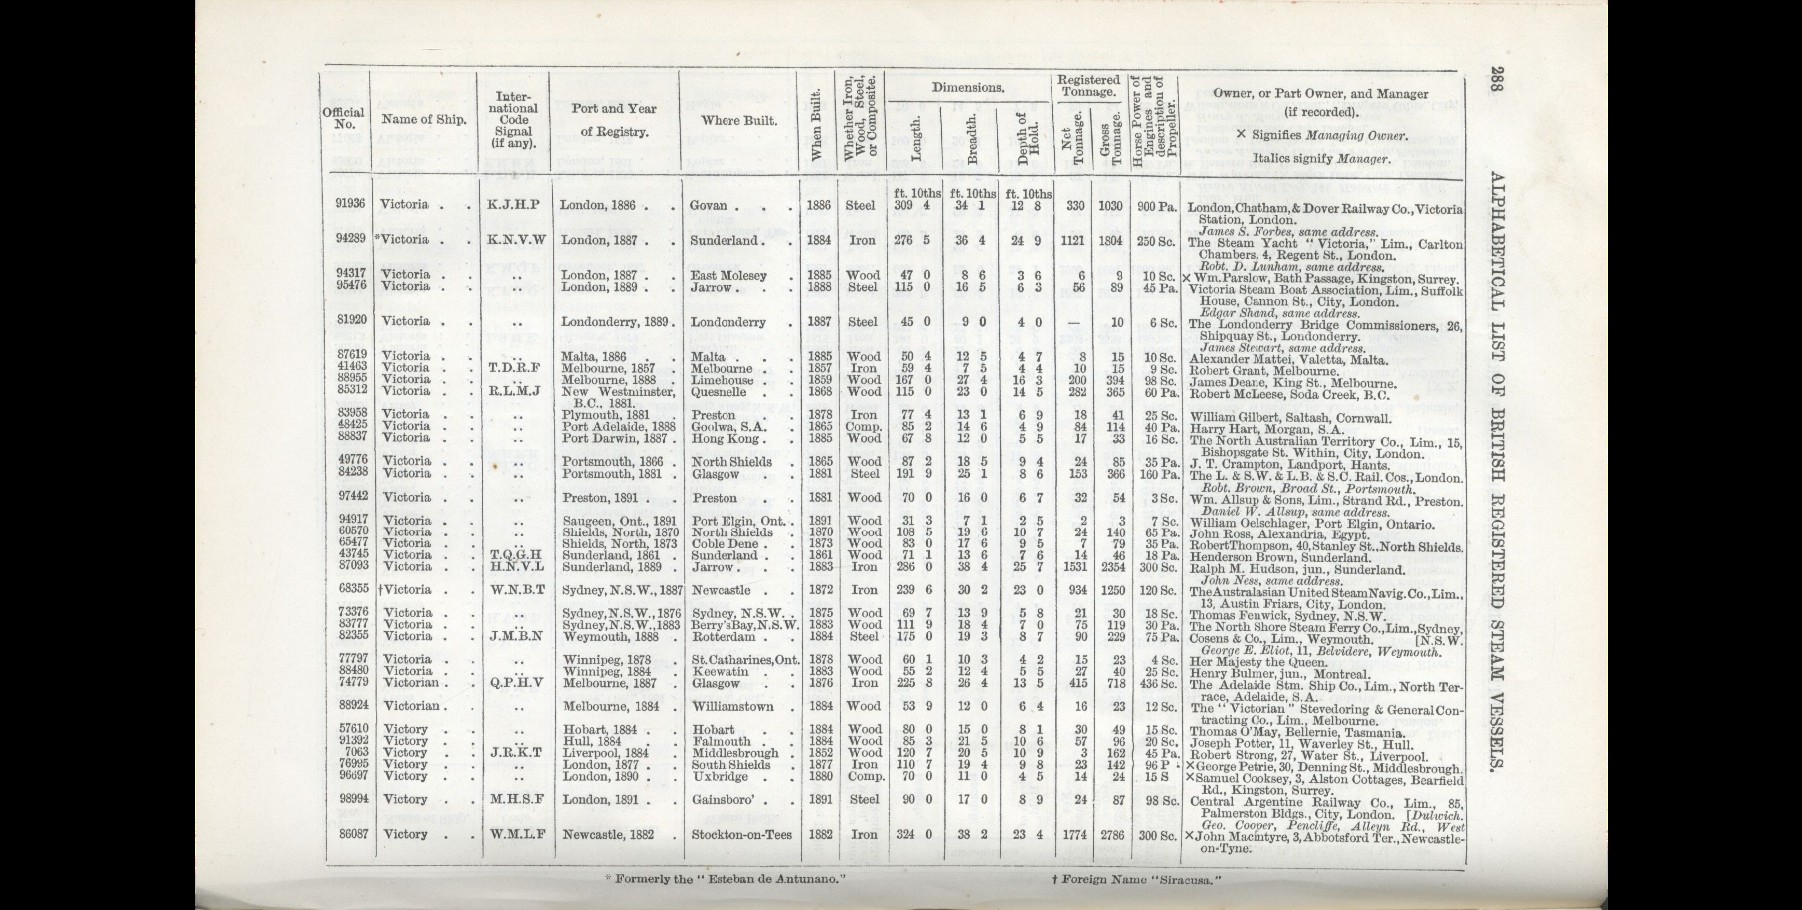 288
ALPHABETICAL LIST OF BRITISH REGISTERED STEAM VESSELS.
Official No. | Name of Ship. | International Code Signal (if any). | Port and Year of Registry. | Where Built. | When Built. | Whether Iron, Wood, Steel, or Composite. | Dimensions. Length. Breadth. Depth of Hold. | Registered Tonnage. Net Tonnage. Gross Tonnage. | Horse Power of Engines and description of Propeller. | Owner, or Part Owner, and Manager (if recorded). × Signifies Managing Owner. Italics signify Manager.
ft. 10ths ft. 10ths ft. 10ths
91936 Victoria . . K.J.H.P London, 1886 . . Govan . . . 1886 Steel 309 4 34 1 12 8 330 1030 900 Pa. London, Chatham, & Dover Railway Co., Victoria
Station, London.
James S. Forbes, same address.
94289 *Victoria . . K.N.V.W London, 1887 . . Sunderland . . 1884 Iron 276 5 36 4 24 9 1121 1804 250 Sc. The Steam Yacht "Victoria," Lim., Carlton
Chambers, 4, Regent St., London.
Robt. D. Lunham, same address.
94317 Victoria . . .. London, 1887 . . East Molesey . 1885 Wood 47 0 8 6 3 6 6 9 10 Sc. × Wm. Parslow, Bath Passage, Kingston, Surrey.
95476 Victoria . . .. London, 1889 . . Jarrow . . . 1888 Steel 115 0 16 5 6 3 56 89 45 Pa. Victoria Steam Boat Association, Lim., Suffolk
House, Cannon St., City, London.
Edgar Shand, same address.
81920 Victoria . . .. Londonderry, 1889 . Londonderry . 1887 Steel 45 0 9 0 4 0 — 10 6 Sc. The Londonderry Bridge Commissioners, 26,
Shipquay St., Londonderry.
James Stewart, same address.
87619 Victoria . . .. Malta, 1886 . . Malta . . . 1885 Wood 50 4 12 5 4 7 8 15 10 Sc. Alexander Mattei, Valetta, Malta.
41463 Victoria . . T.D.R.F Melbourne, 1857 . Melbourne . . 1857 Iron 59 4 7 5 4 4 10 15 9 Sc. Robert Grant, Melbourne.
88955 Victoria . . .. Melbourne, 1888 . Limehouse . . 1859 Wood 167 0 27 4 16 3 200 394 98 Sc. James Deane, King St., Melbourne.
85312 Victoria . . R.L.M.J New Westminster, Quesnelle . . 1868 Wood 115 0 23 0 14 5 282 365 60 Pa. Robert McLeese, Soda Creek, B.C.
B.C., 1881.
83958 Victoria . . .. Plymouth, 1881 . Preston . 1878 Iron 77 4 13 1 6 9 18 41 25 Sc. William Gilbert, Saltash, Cornwall.
48425 Victoria . . .. Port Adelaide, 1888 Goolwa, S.A. . 1865 Comp. 85 2 14 6 4 9 84 114 40 Pa. Harry Hart, Morgan, S.A.
88837 Victoria . . .. Port Darwin, 1887 . Hong Kong . . 1885 Wood 67 8 12 0 5 5 17 33 16 Sc. The North Australian Territory Co., Lim., 15,
Bishopsgate St. Within, City, London.
49776 Victoria . . .. Portsmouth, 1866 . North Shields . 1865 Wood 87 2 18 5 9 4 24 85 35 Pa. J. T. Crampton, Landport, Hants.
84238 Victoria . . .. Portsmouth, 1881 . Glasgow . . 1881 Steel 191 9 25 1 8 6 153 366 160 Pa. The L. & S.W. & L.B. & S.C. Rail. Cos., London.
Robt. Brown, Broad St., Portsmouth.
97442 Victoria . . .. Preston, 1891 . . Preston . . 1881 Wood 70 0 16 0 6 7 32 54 3 Sc. Wm. Allsup & Sons, Lim., Strand Rd., Preston.
Daniel W. Allsup, same address.
94917 Victoria . . .. Saugeen, Ont., 1891 Port Elgin, Ont. . 1891 Wood 31 3 7 1 2 5 2 3 7 Sc. William Oelschlager, Port Elgin, Ontario.
60570 Victoria . . .. Shields, North, 1870 North Shields . 1870 Wood 108 5 19 6 10 7 24 140 65 Pa. John Ross, Alexandria, Egypt.
65477 Victoria . . .. Shields, North, 1873 Coble Dene . . 1873 Wood 83 0 17 6 9 5 7 79 35 Pa. Robert Thompson, 40, Stanley St., North Shields.
43745 Victoria . . T.Q.G.H Sunderland, 1861 . Sunderland . . 1861 Wood 71 1 13 6 7 6 14 46 18 Pa. Henderson Brown, Sunderland.
87093 Victoria . . H.N.V.L Sunderland, 1889 . Jarrow . . . 1883 Iron 286 0 38 4 25 7 1531 2354 300 Sc. Ralph M. Hudson, jun., Sunderland.
John Ness, same address.
68355 †Victoria . . W.N.B.T Sydney, N.S.W., 1887 Newcastle . . 1872 Iron 239 6 30 2 23 0 934 1250 120 Sc. The Australasian United Steam Navig. Co., Lim.,
13, Austin Friars, City, London.
73376 Victoria . . .. Sydney, N.S.W., 1876 Sydney, N.S.W. . 1875 Wood 69 7 13 9 5 8 21 30 18 Sc. Thomas Fenwick, Sydney, N.S.W.
83777 Victoria . . .. Sydney, N.S.W., 1883 Berry's Bay, N.S.W. 1883 Wood 111 9 18 4 7 0 75 119 30 Pa. The North Shore Steam Ferry Co., Lim., Sydney,
82355 Victoria . . J.M.B.N Weymouth, 1888 . Rotterdam . . 1884 Steel 175 0 19 3 8 7 90 229 75 Pa. Cosens & Co., Lim., Weymouth. [N.S.W.
George E. Eliot, 11, Belvidere, Weymouth.
77797 Victoria . . .. Winnipeg, 1878 . St. Catharines, Ont. 1878 Wood 60 1 10 3 4 2 15 23 4 Sc. Her Majesty the Queen.
88480 Victoria . . .. Winnipeg, 1884 . Keewatin . . 1883 Wood 55 2 12 4 5 5 27 40 25 Sc. Henry Bulmer, jun., Montreal.
74779 Victorian . . Q.P.H.V Melbourne, 1887 . Glasgow . . 1876 Iron 225 8 26 4 13 5 415 718 436 Sc. The Adelaide Stm. Ship Co., Lim., North Ter-
race, Adelaide, S.A.
88924 Victorian . . .. Melbourne, 1884 . Williamstown . 1884 Wood 53 9 12 0 6 4 16 23 12 Sc. The "Victorian" Stevedoring & General Con-
tracting Co., Lim., Melbourne.
57610 Victory . . .. Hobart, 1884 . . Hobart . . 1884 Wood 80 0 15 0 8 1 30 49 15 Sc. Thomas O'May, Bellernie, Tasmania.
91392 Victory . . .. Hull, 1884 . . Falmouth . . 1884 Wood 85 3 21 5 10 6 57 96 20 Sc. Joseph Potter, 11, Waverley St., Hull.
7063 Victory . . J.R.K.T Liverpool, 1884 . Middlesbrough . 1852 Wood 120 7 20 5 10 9 3 162 45 Pa. Robert Strong, 27, Water St., Liverpool.
76995 Victory . . .. London, 1877 . . South Shields . 1877 Iron 110 7 19 4 9 8 23 142 96 P × George Petrie, 30, Denning St., Middlesbrough.
96697 Victory . . .. London, 1890 . . Uxbridge . . 1880 Comp. 70 0 11 0 4 5 14 24 15 S × Samuel Cooksey, 3, Alston Cottages, Bearfield
Rd., Kingston, Surrey.
98994 Victory . . M.H.S.F London, 1891 . . Gainsboro' . . 1891 Steel 90 0 17 0 8 9 24 87 98 Sc. Central Argentine Railway Co., Lim., 85,
Palmerston Bldgs., City, London. [Dulwich.
Geo. Cooper, Pencliffe, Alleyn Rd., West
86087 Victory . . W.M.L.F Newcastle, 1882 . Stockton-on-Tees 1882 Iron 324 0 38 2 23 4 1774 2786 300 Sc. × John Macintyre, 3, Abbotsford Ter., Newcastle-
on-Tyne.
* Formerly the "Esteban de Antunano."
† Foreign Name "Siracusa."